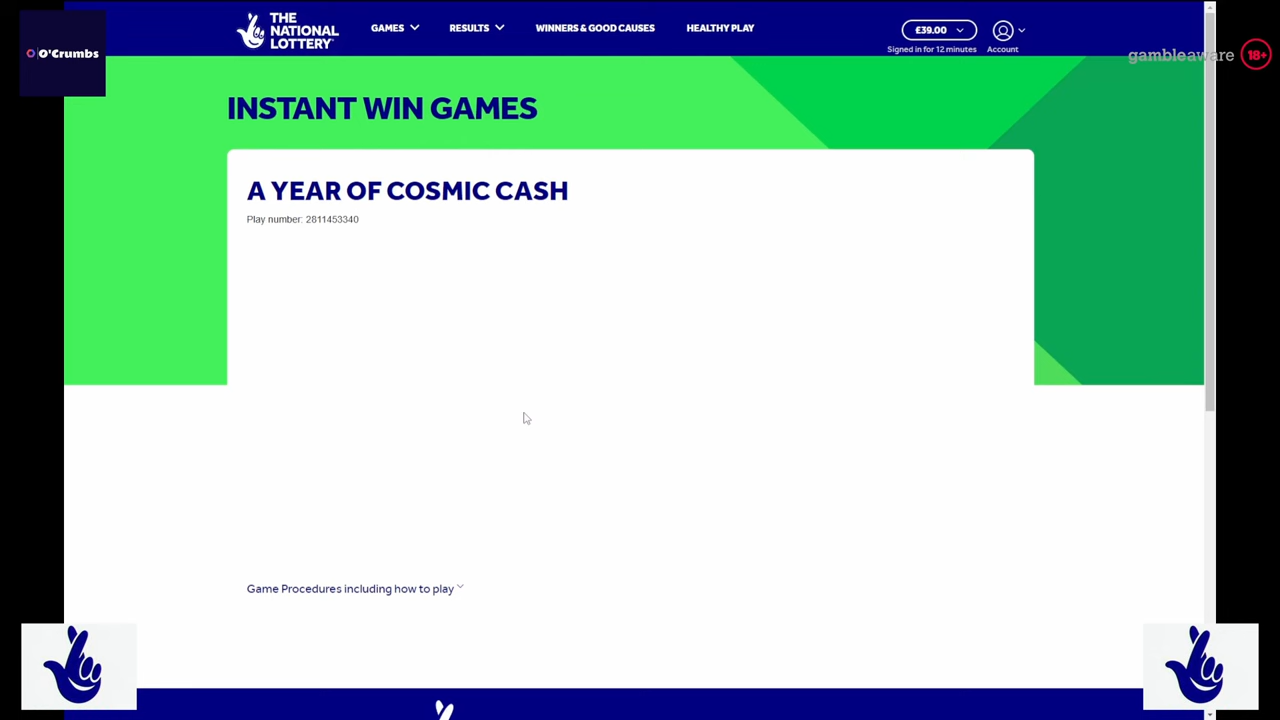 O'Crumbs
THE
NATIONAL
LOTTERY
GAMES
RESULTS
WINNERS & GOOD CAUSES
HEALTHY PLAY
£39.00
Signed in for 12 minutes
Account
gambleaware
18+
INSTANT WIN GAMES
A YEAR OF COSMIC CASH
Play number: 2811453340
Game Procedures including how to play